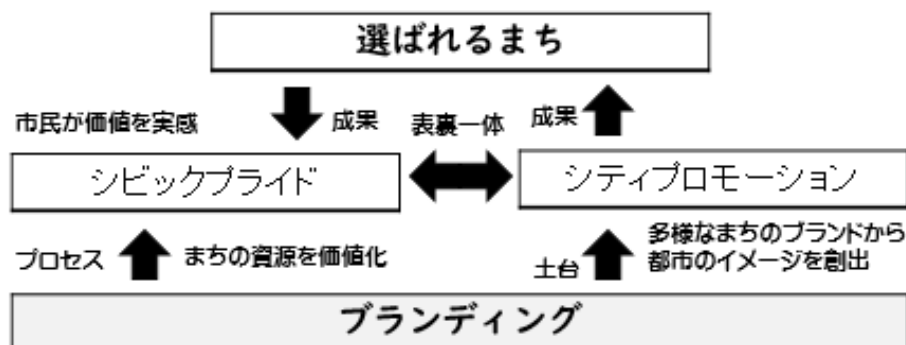 選ばれるまち
市民が価値を実感
成果
表裏一体
成果
シビックプライド
シティプロモーション
プロセス
まちの資源を価値化
土台
多様なまちのブランドから
都市のイメージを創出
ブランディング